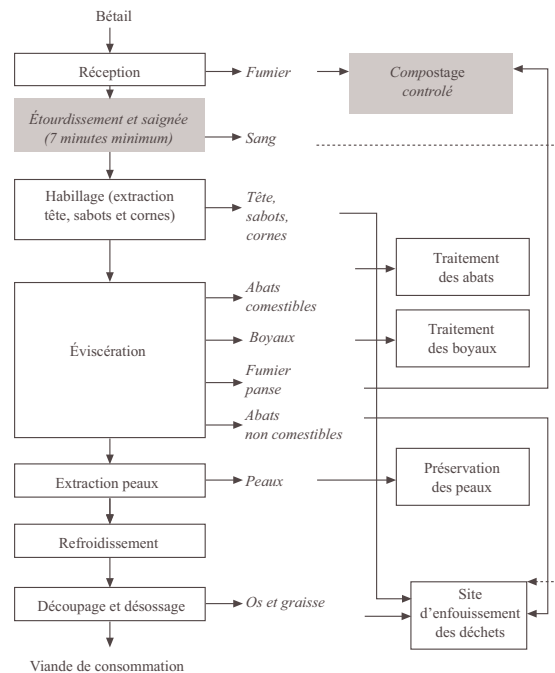 Bétail
Réception
Fumier
Compostage
controlé
Étourdissement et saignée
(7 minutes minimum)
Sang
Habillage (extraction
tête, sabots et cornes)
Tête,
sabots,
cornes
Traitement
des abats
Abats
comestibles
Éviscération
Boyaux
Traitement
des boyaux
Fumier
panse
Abats
non comestibles
Extraction peaux
Peaux
Préservation
des peaux
Refroidissement
Découpage et désossage
Os et graisse
Site
d'enfouissement
des déchets
Viande de consommation